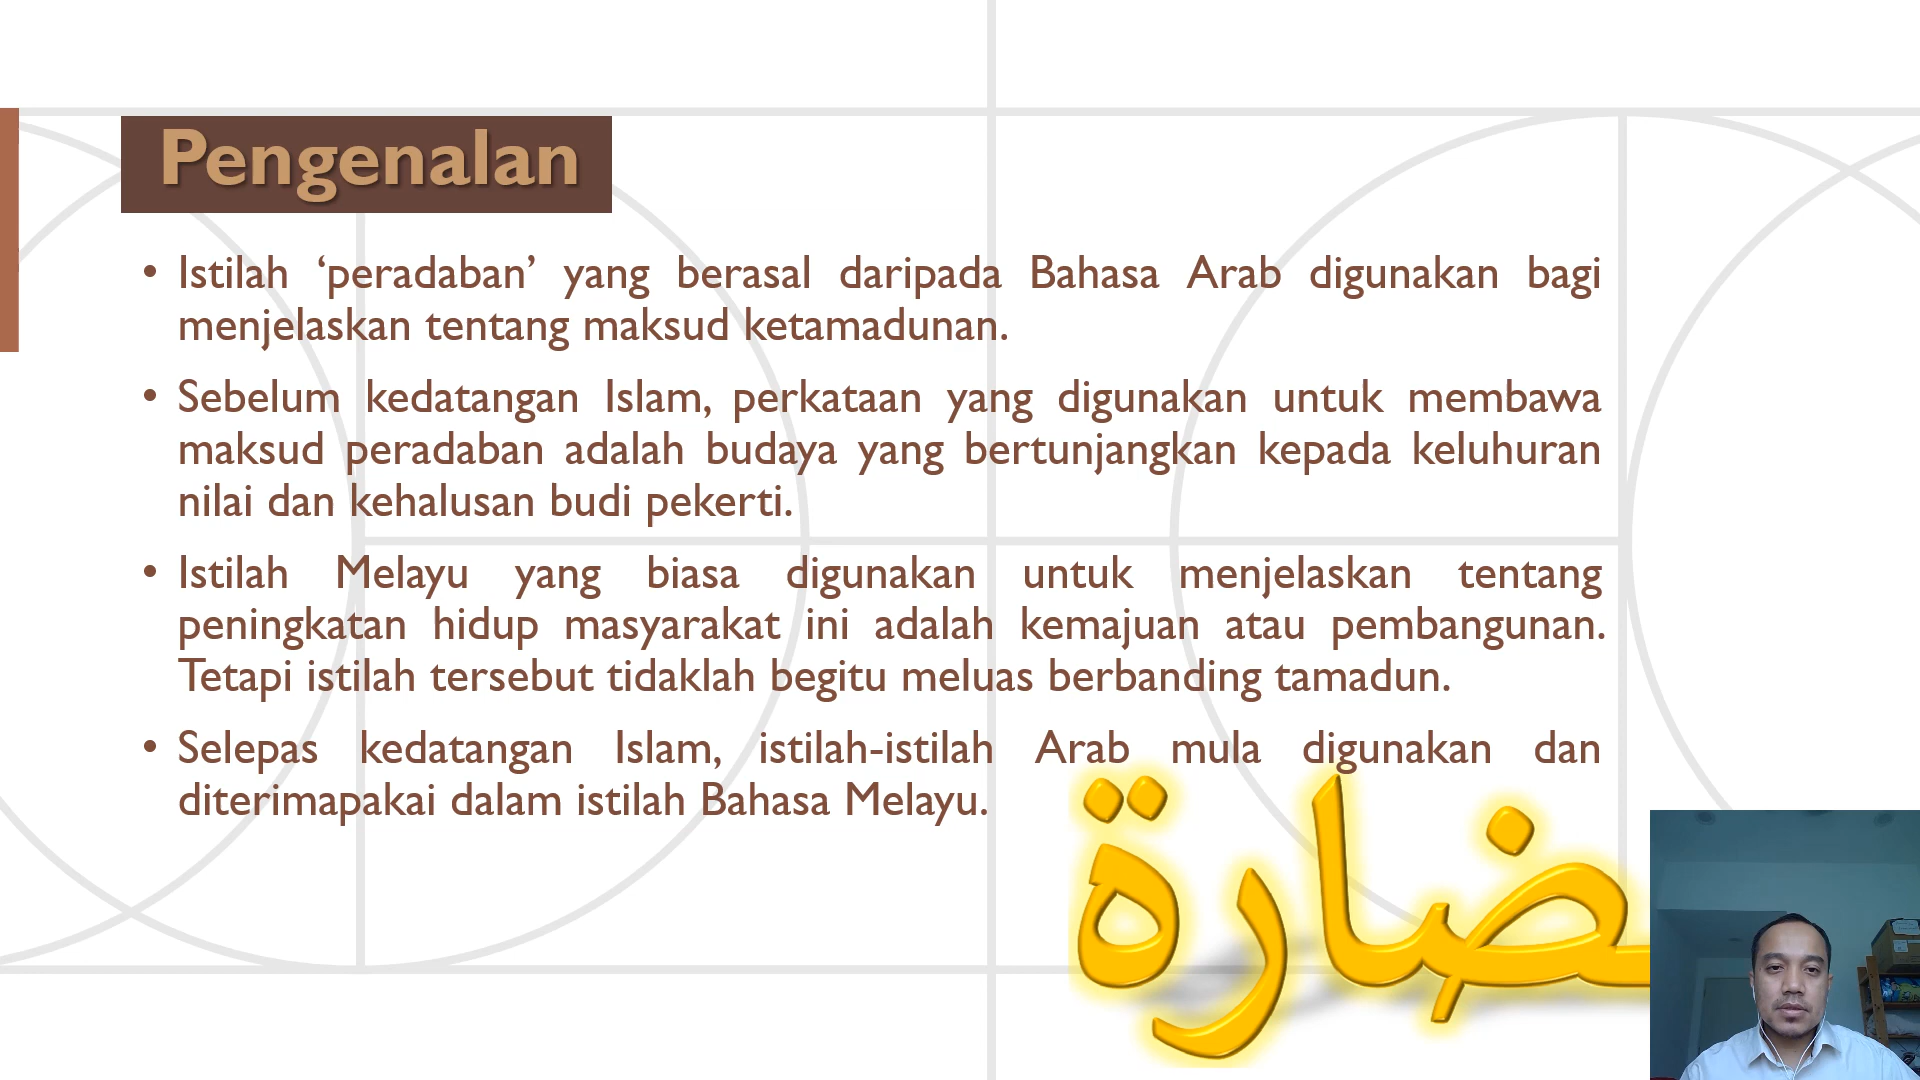 Pengenalan
• Istilah ‘peradaban’ yang berasal daripada Bahasa Arab digunakan bagi
menjelaskan tentang maksud ketamadunan.
• Sebelum kedatangan Islam, perkataan yang digunakan untuk membawa
maksud peradaban adalah budaya yang bertunjangkan kepada keluhuran
nilai dan kehalusan budi pekerti.
• Istilah Melayu yang biasa digunakan untuk menjelaskan tentang
peningkatan hidup masyarakat ini adalah kemajuan atau pembangunan.
Tetapi istilah tersebut tidaklah begitu meluas berbanding tamadun.
• Selepas kedatangan Islam, istilah-istilah Arab mula digunakan dan
diterimapakai dalam istilah Bahasa Melayu.
ضارة